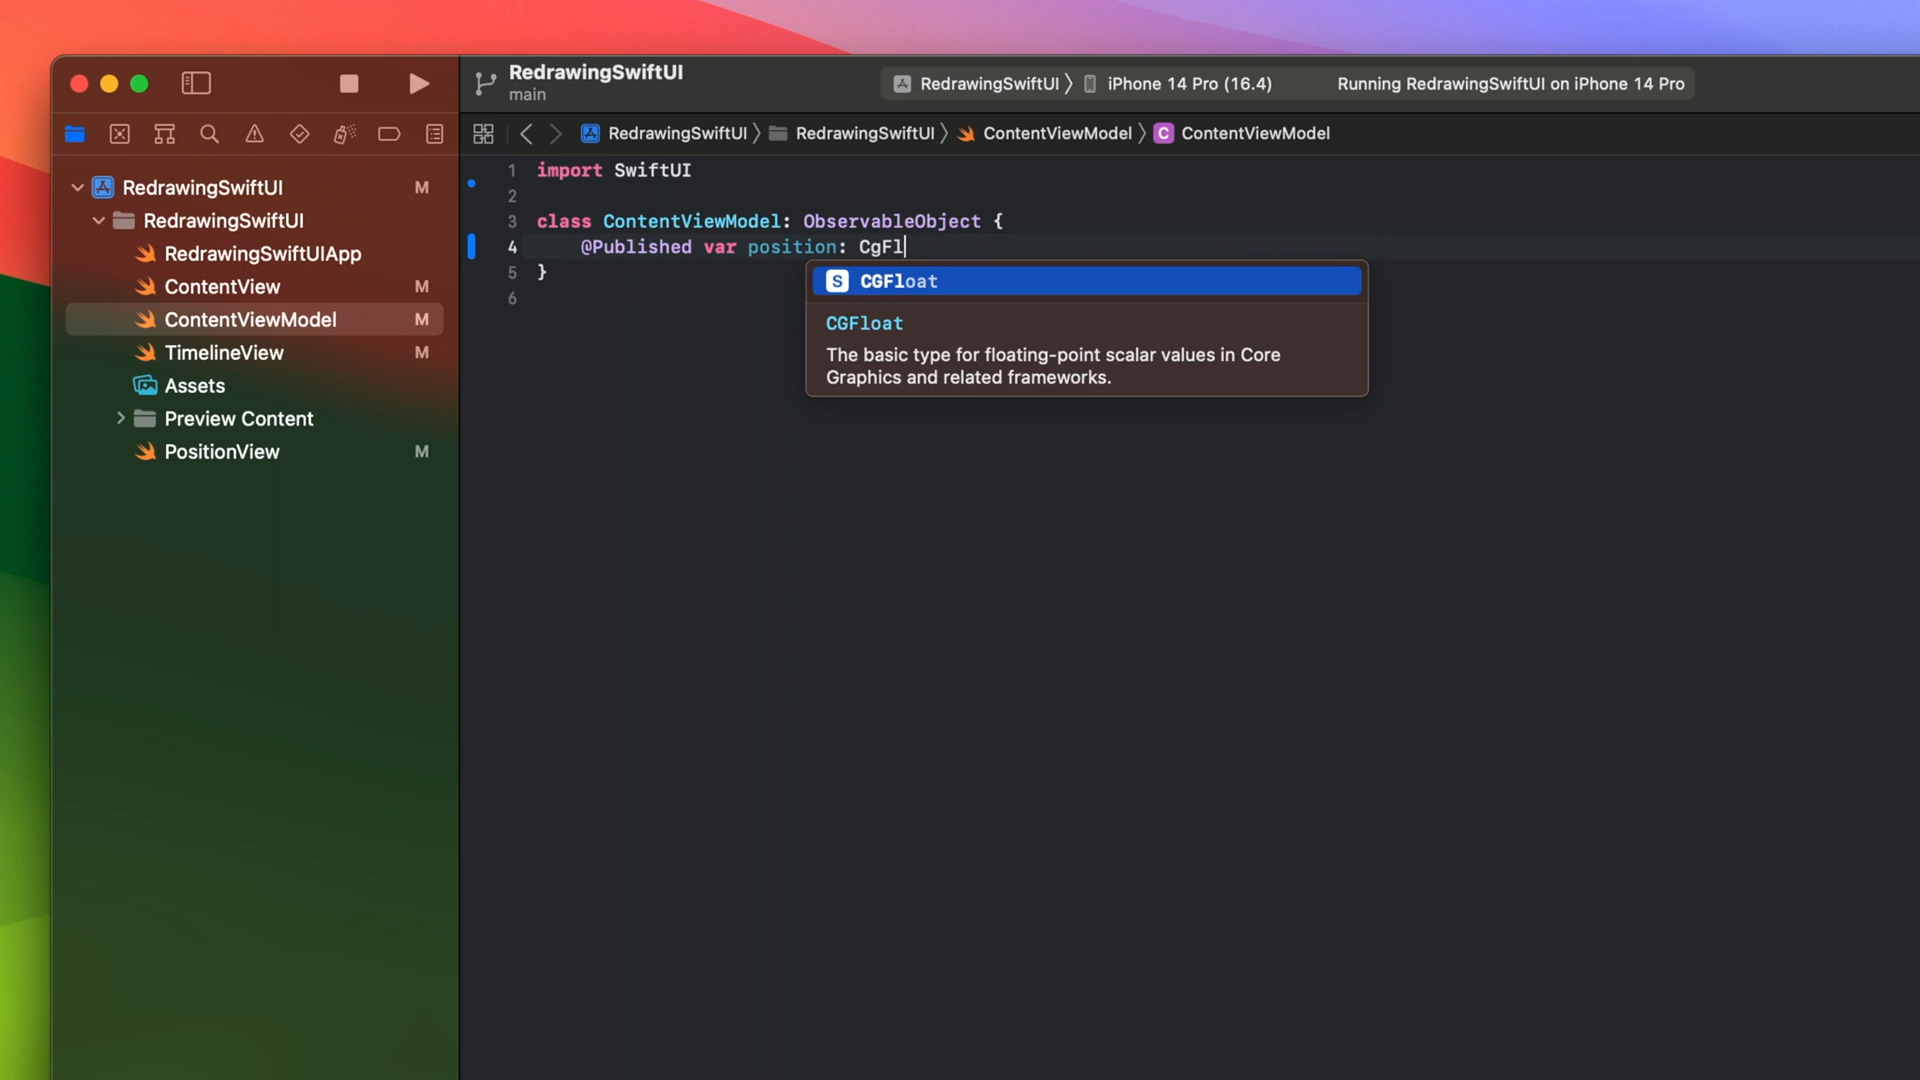 RedrawingSwiftUI
main
RedrawingSwiftUI 〉 iPhone 14 Pro (16.4)
Running RedrawingSwiftUI on iPhone 14 Pro
RedrawingSwiftUI 〉 RedrawingSwiftUI 〉 ContentViewModel 〉 C ContentViewModel
RedrawingSwiftUI M
RedrawingSwiftUI
RedrawingSwiftUIApp
ContentView M
ContentViewModel M
TimelineView M
Assets
Preview Content
PositionView M
1 import SwiftUI
2
3 class ContentViewModel: ObservableObject {
4 @Published var position: CgFl
5 }
6
S CGFloat
CGFloat
The basic type for floating-point scalar values in Core
Graphics and related frameworks.